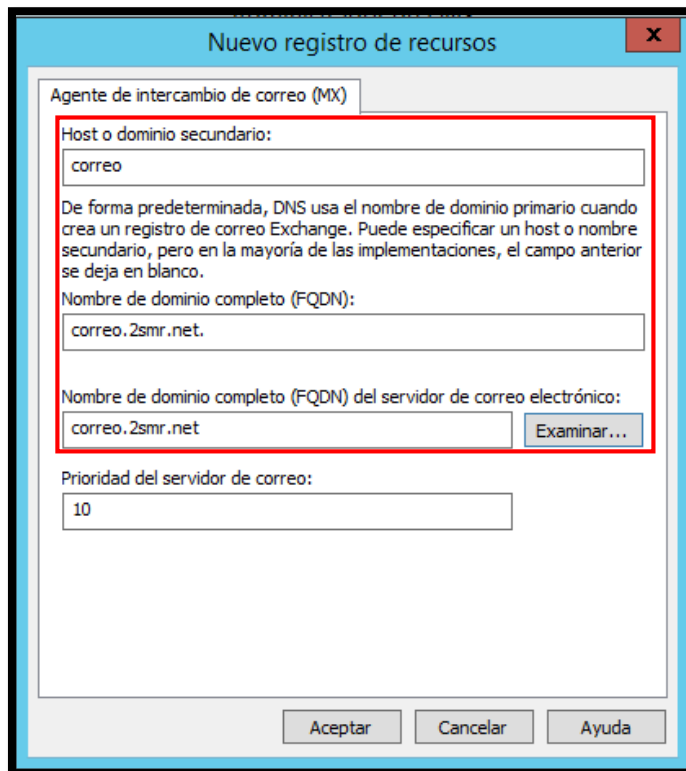 Nuevo registro de recursos
x
Agente de intercambio de correo (MX)
Host o dominio secundario:
correo
De forma predeterminada, DNS usa el nombre de dominio primario cuando
crea un registro de correo Exchange. Puede especificar un host o nombre
secundario, pero en la mayoría de las implementaciones, el campo anterior
se deja en blanco.
Nombre de dominio completo (FQDN):
correo.2smr.net.
Nombre de dominio completo (FQDN) del servidor de correo electrónico:
correo.2smr.net
Examinar...
Prioridad del servidor de correo:
10
Aceptar Cancelar Ayuda